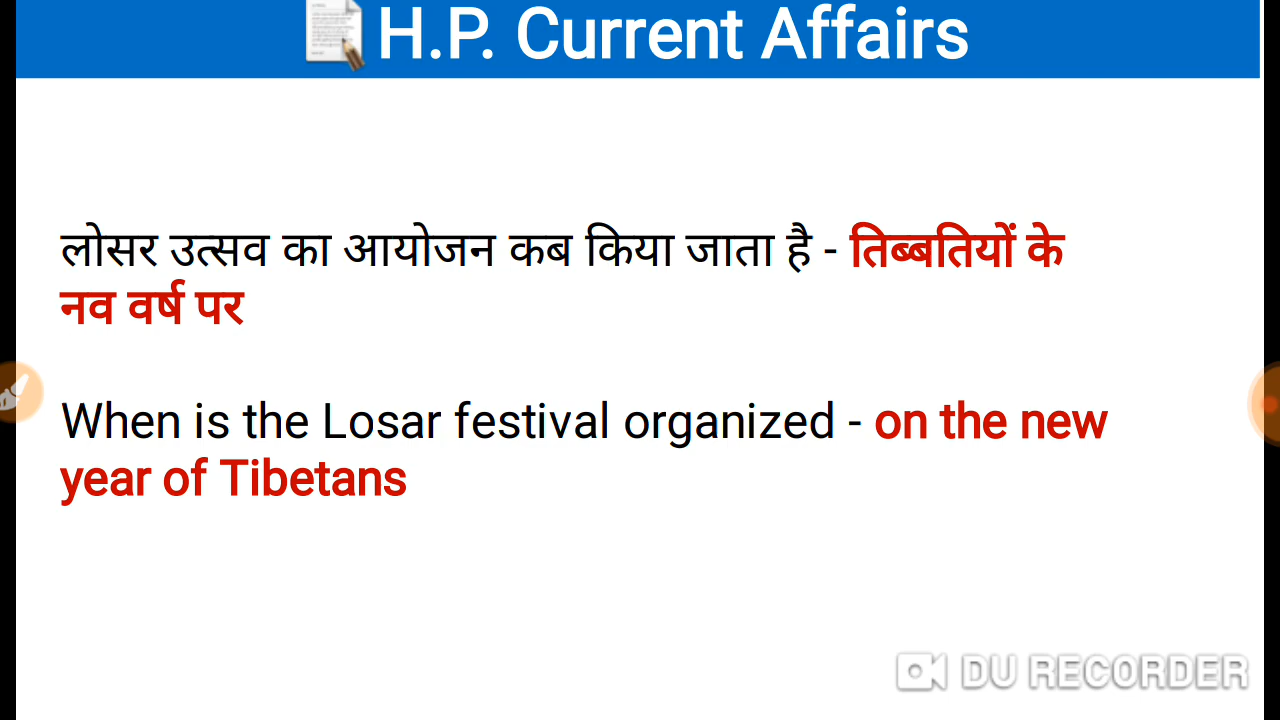 H.P. Current Affairs
लोसर उत्सव का आयोजन कब किया जाता है - तिब्बतियों के
नव वर्ष पर
When is the Losar festival organized - on the new
year of Tibetans
DU RECORDER